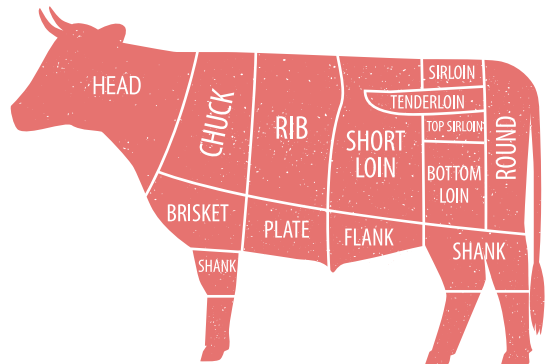 HEAD
CHUCK
RIB
SHORT
LOIN
SIRLOIN
TENDERLOIN
TOP SIRLOIN
BOTTOM
LOIN
ROUND
BRISKET
PLATE
FLANK
SHANK
SHANK